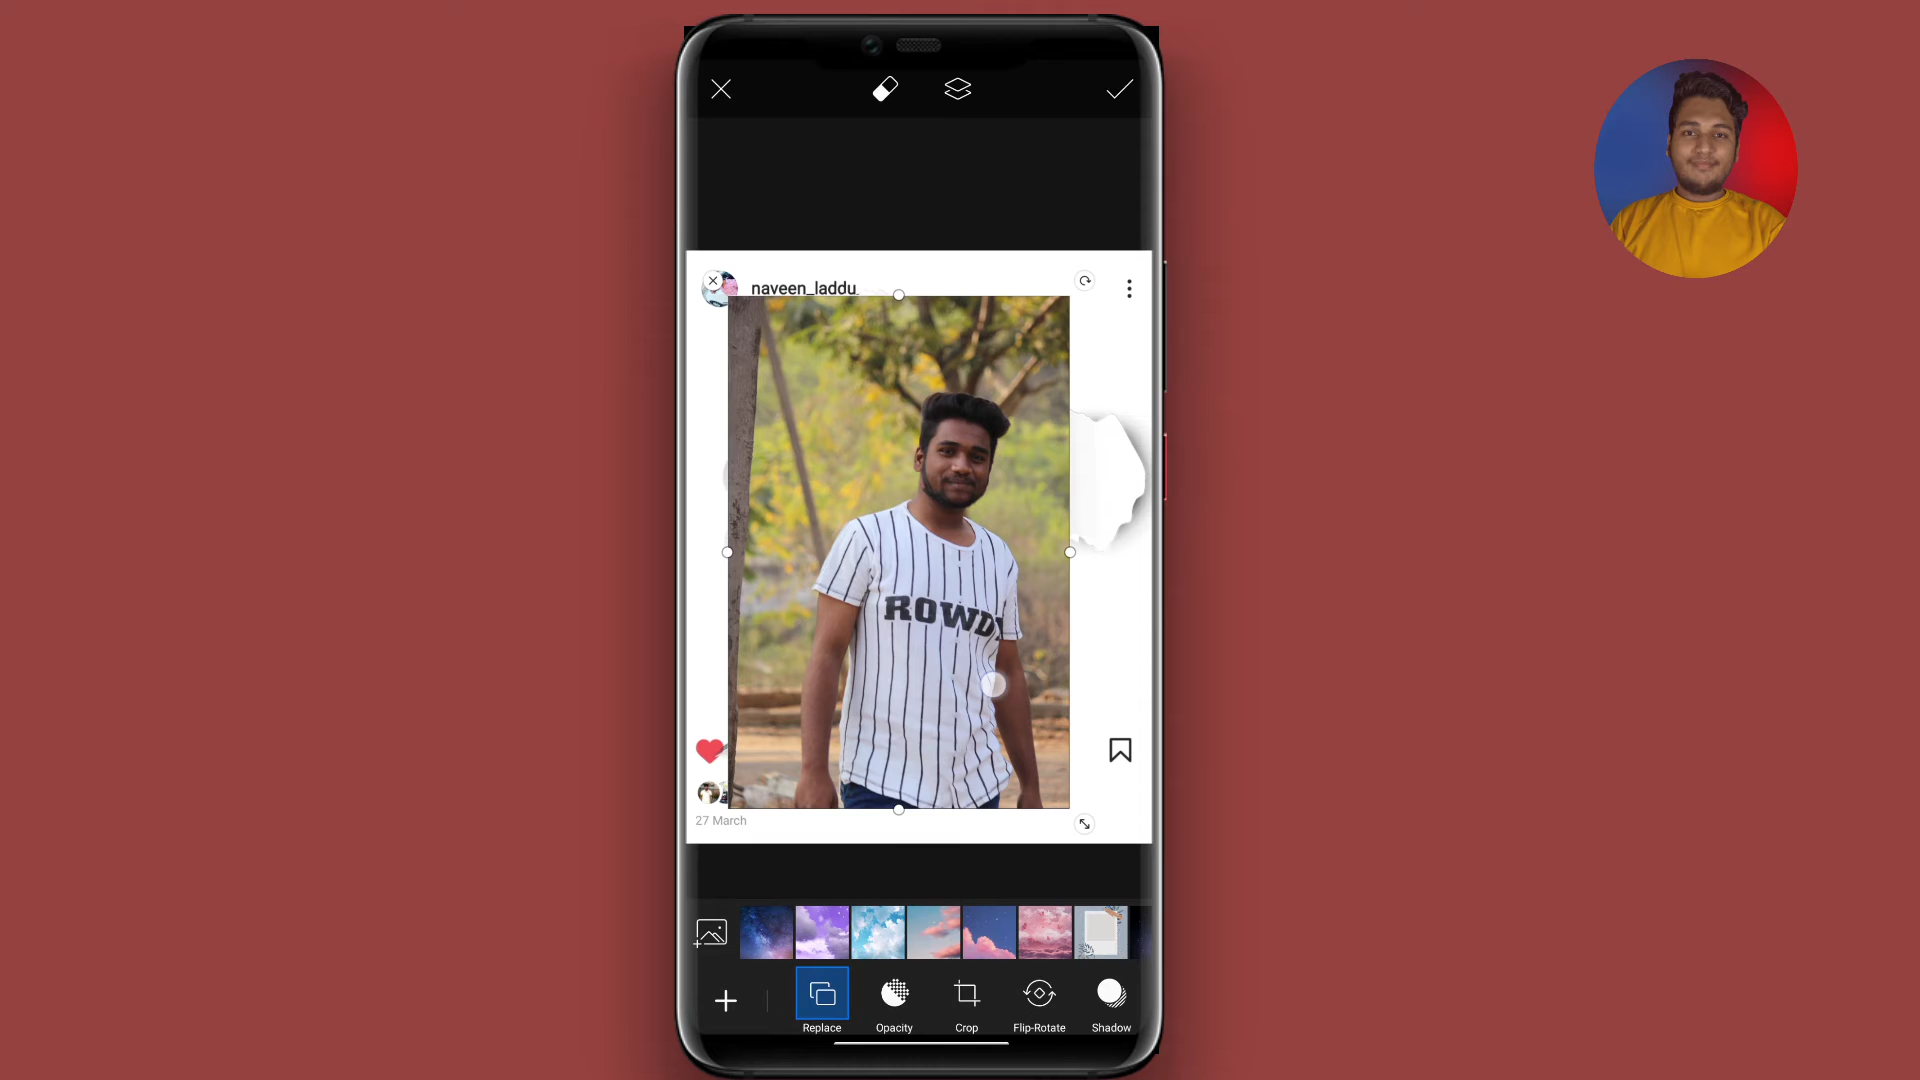 naveen_laddu
ROWDY
27 March
Replace
Opacity
Crop
Flip-Rotate
Shadow